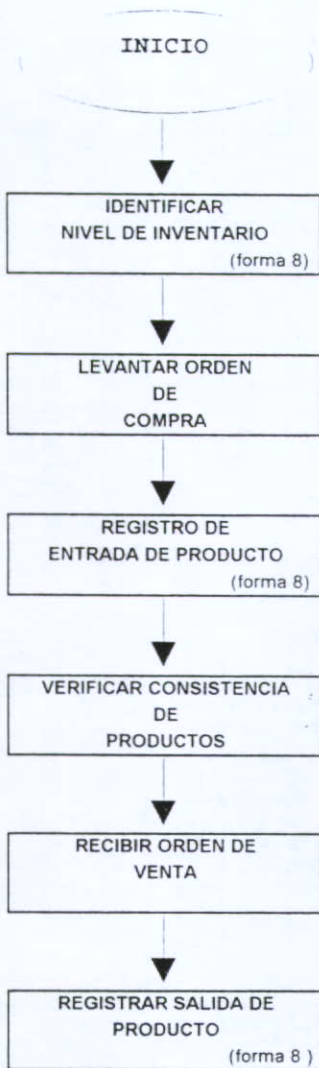 INICIO
IDENTIFICAR
NIVEL DE INVENTARIO
(forma 8)
LEVANTAR ORDEN
DE
COMPRA
REGISTRO DE
ENTRADA DE PRODUCTO
(forma 8)
VERIFICAR CONSISTENCIA
DE
PRODUCTOS
RECIBIR ORDEN DE
VENTA
REGISTRAR SALIDA DE
PRODUCTO
(forma 8 )